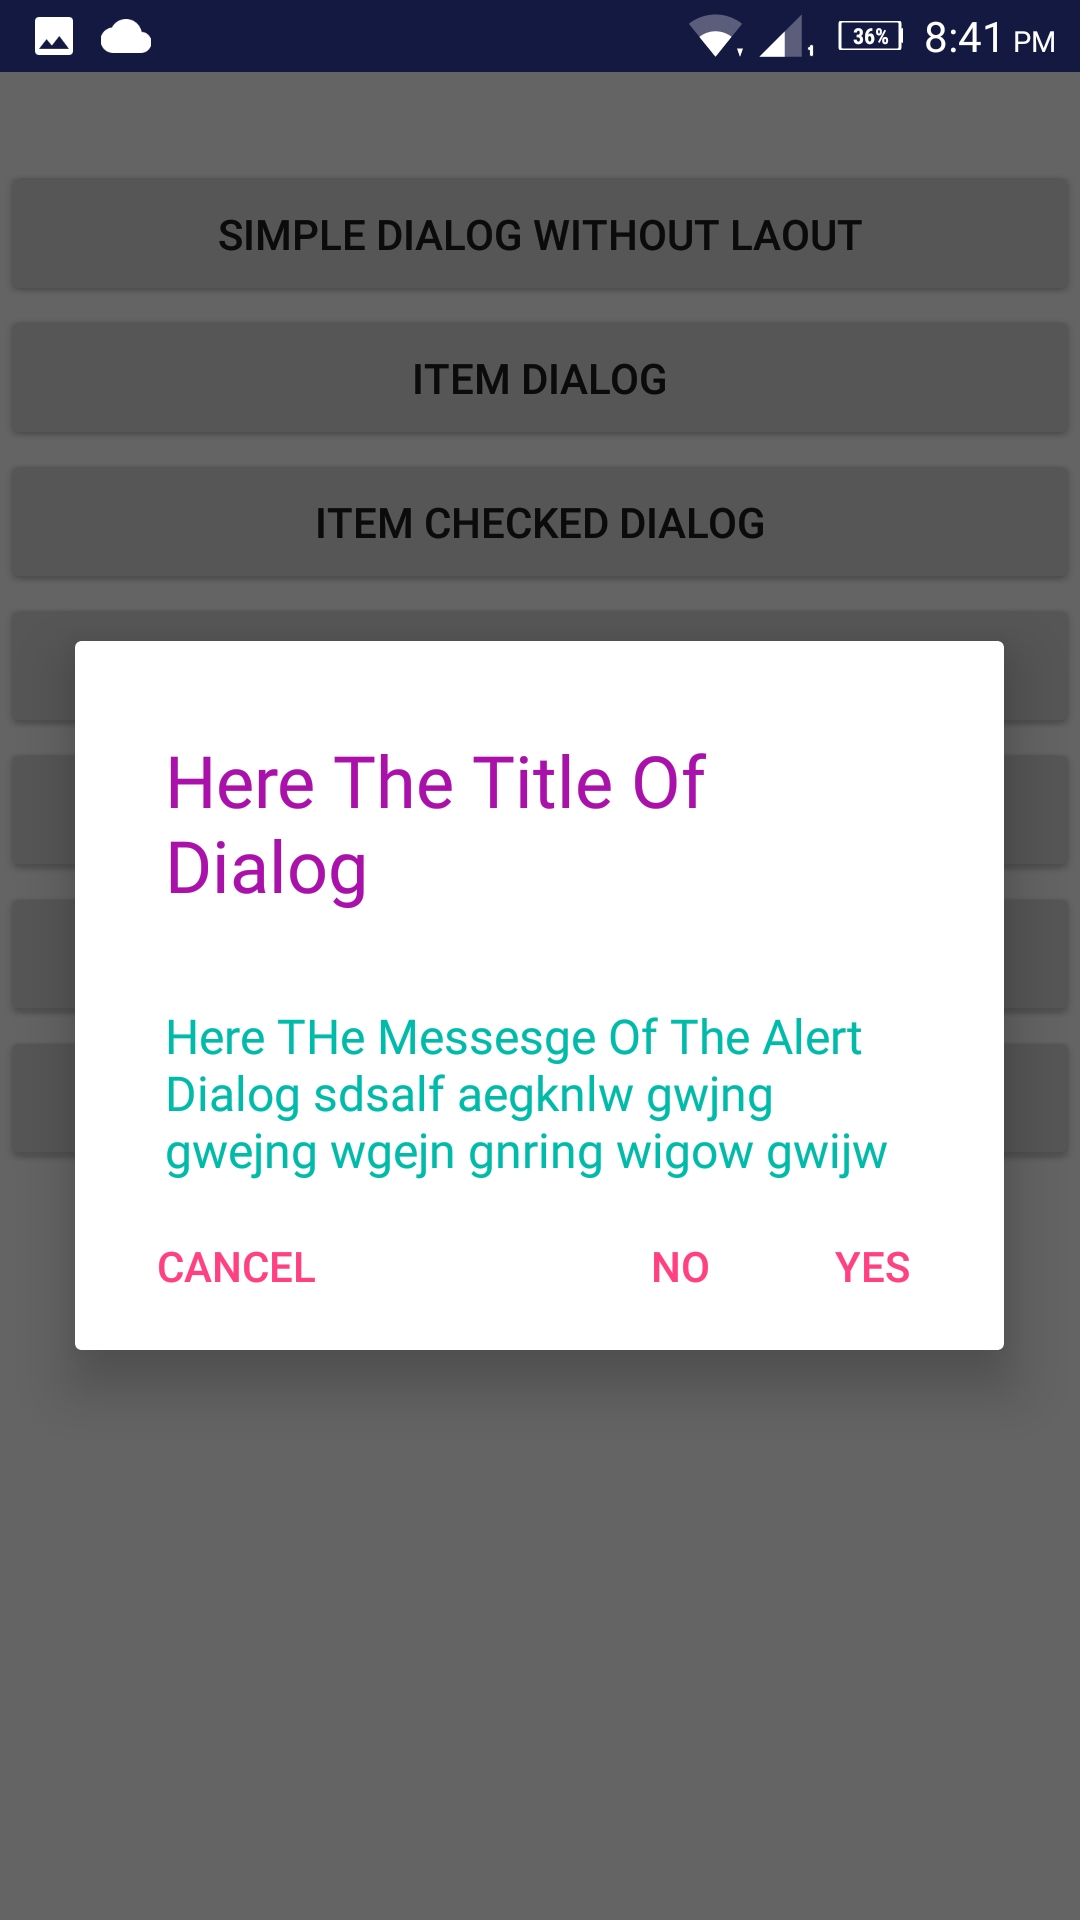 36% 8:41 PM
SIMPLE DIALOG WITHOUT LAOUT
ITEM DIALOG
ITEM CHECKED DIALOG
Here The Title Of
Dialog
Here THe Messesge Of The Alert
Dialog sdsalf aegknlw gwjng
gwejng wgejn gnring wigow gwijw
CANCEL NO YES